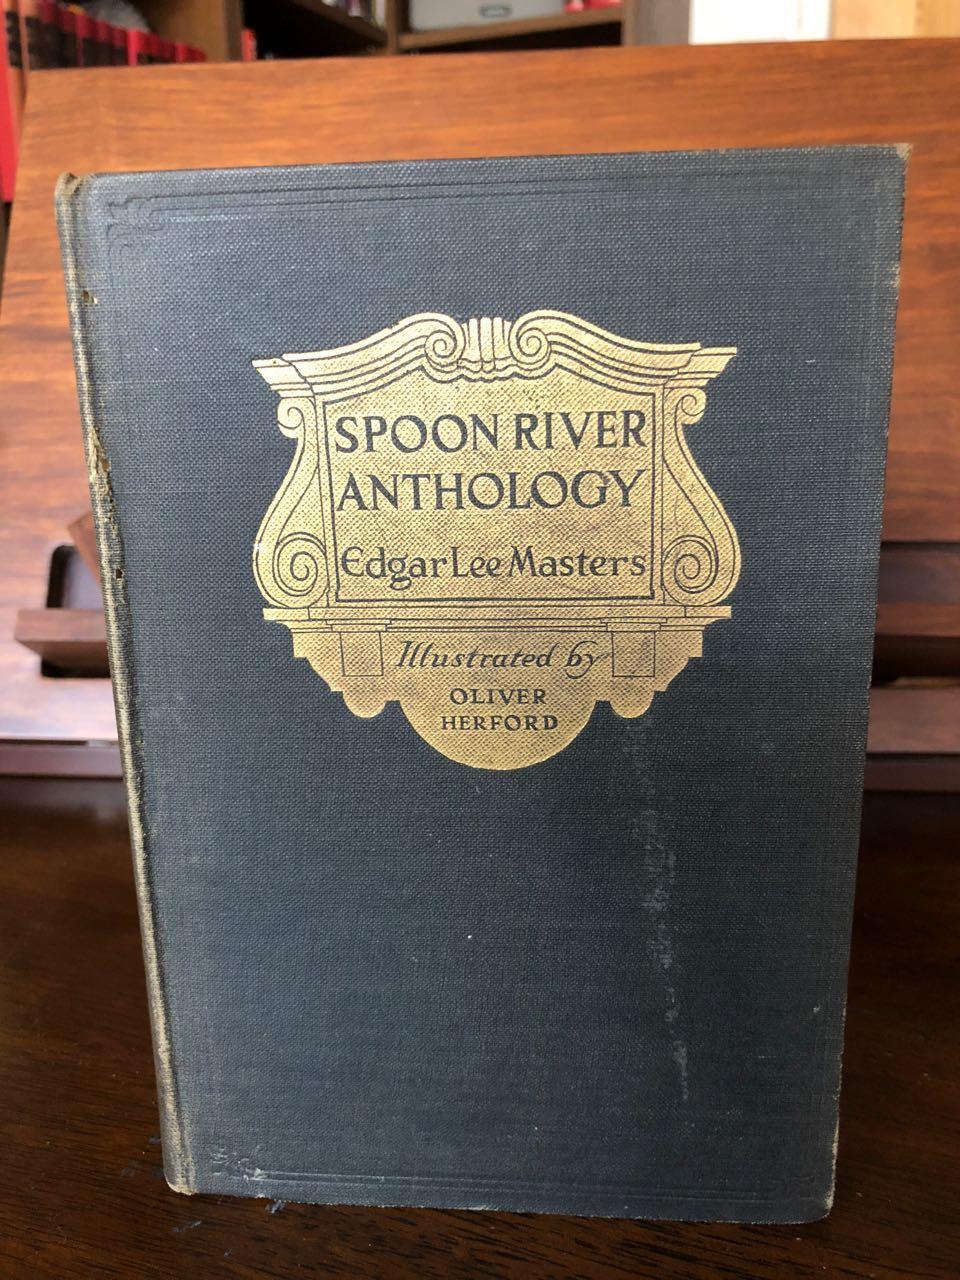 SPOON RIVER
ANTHOLOGY
Edgar Lee Masters
Illustrated by
OLIVER
HERFORD